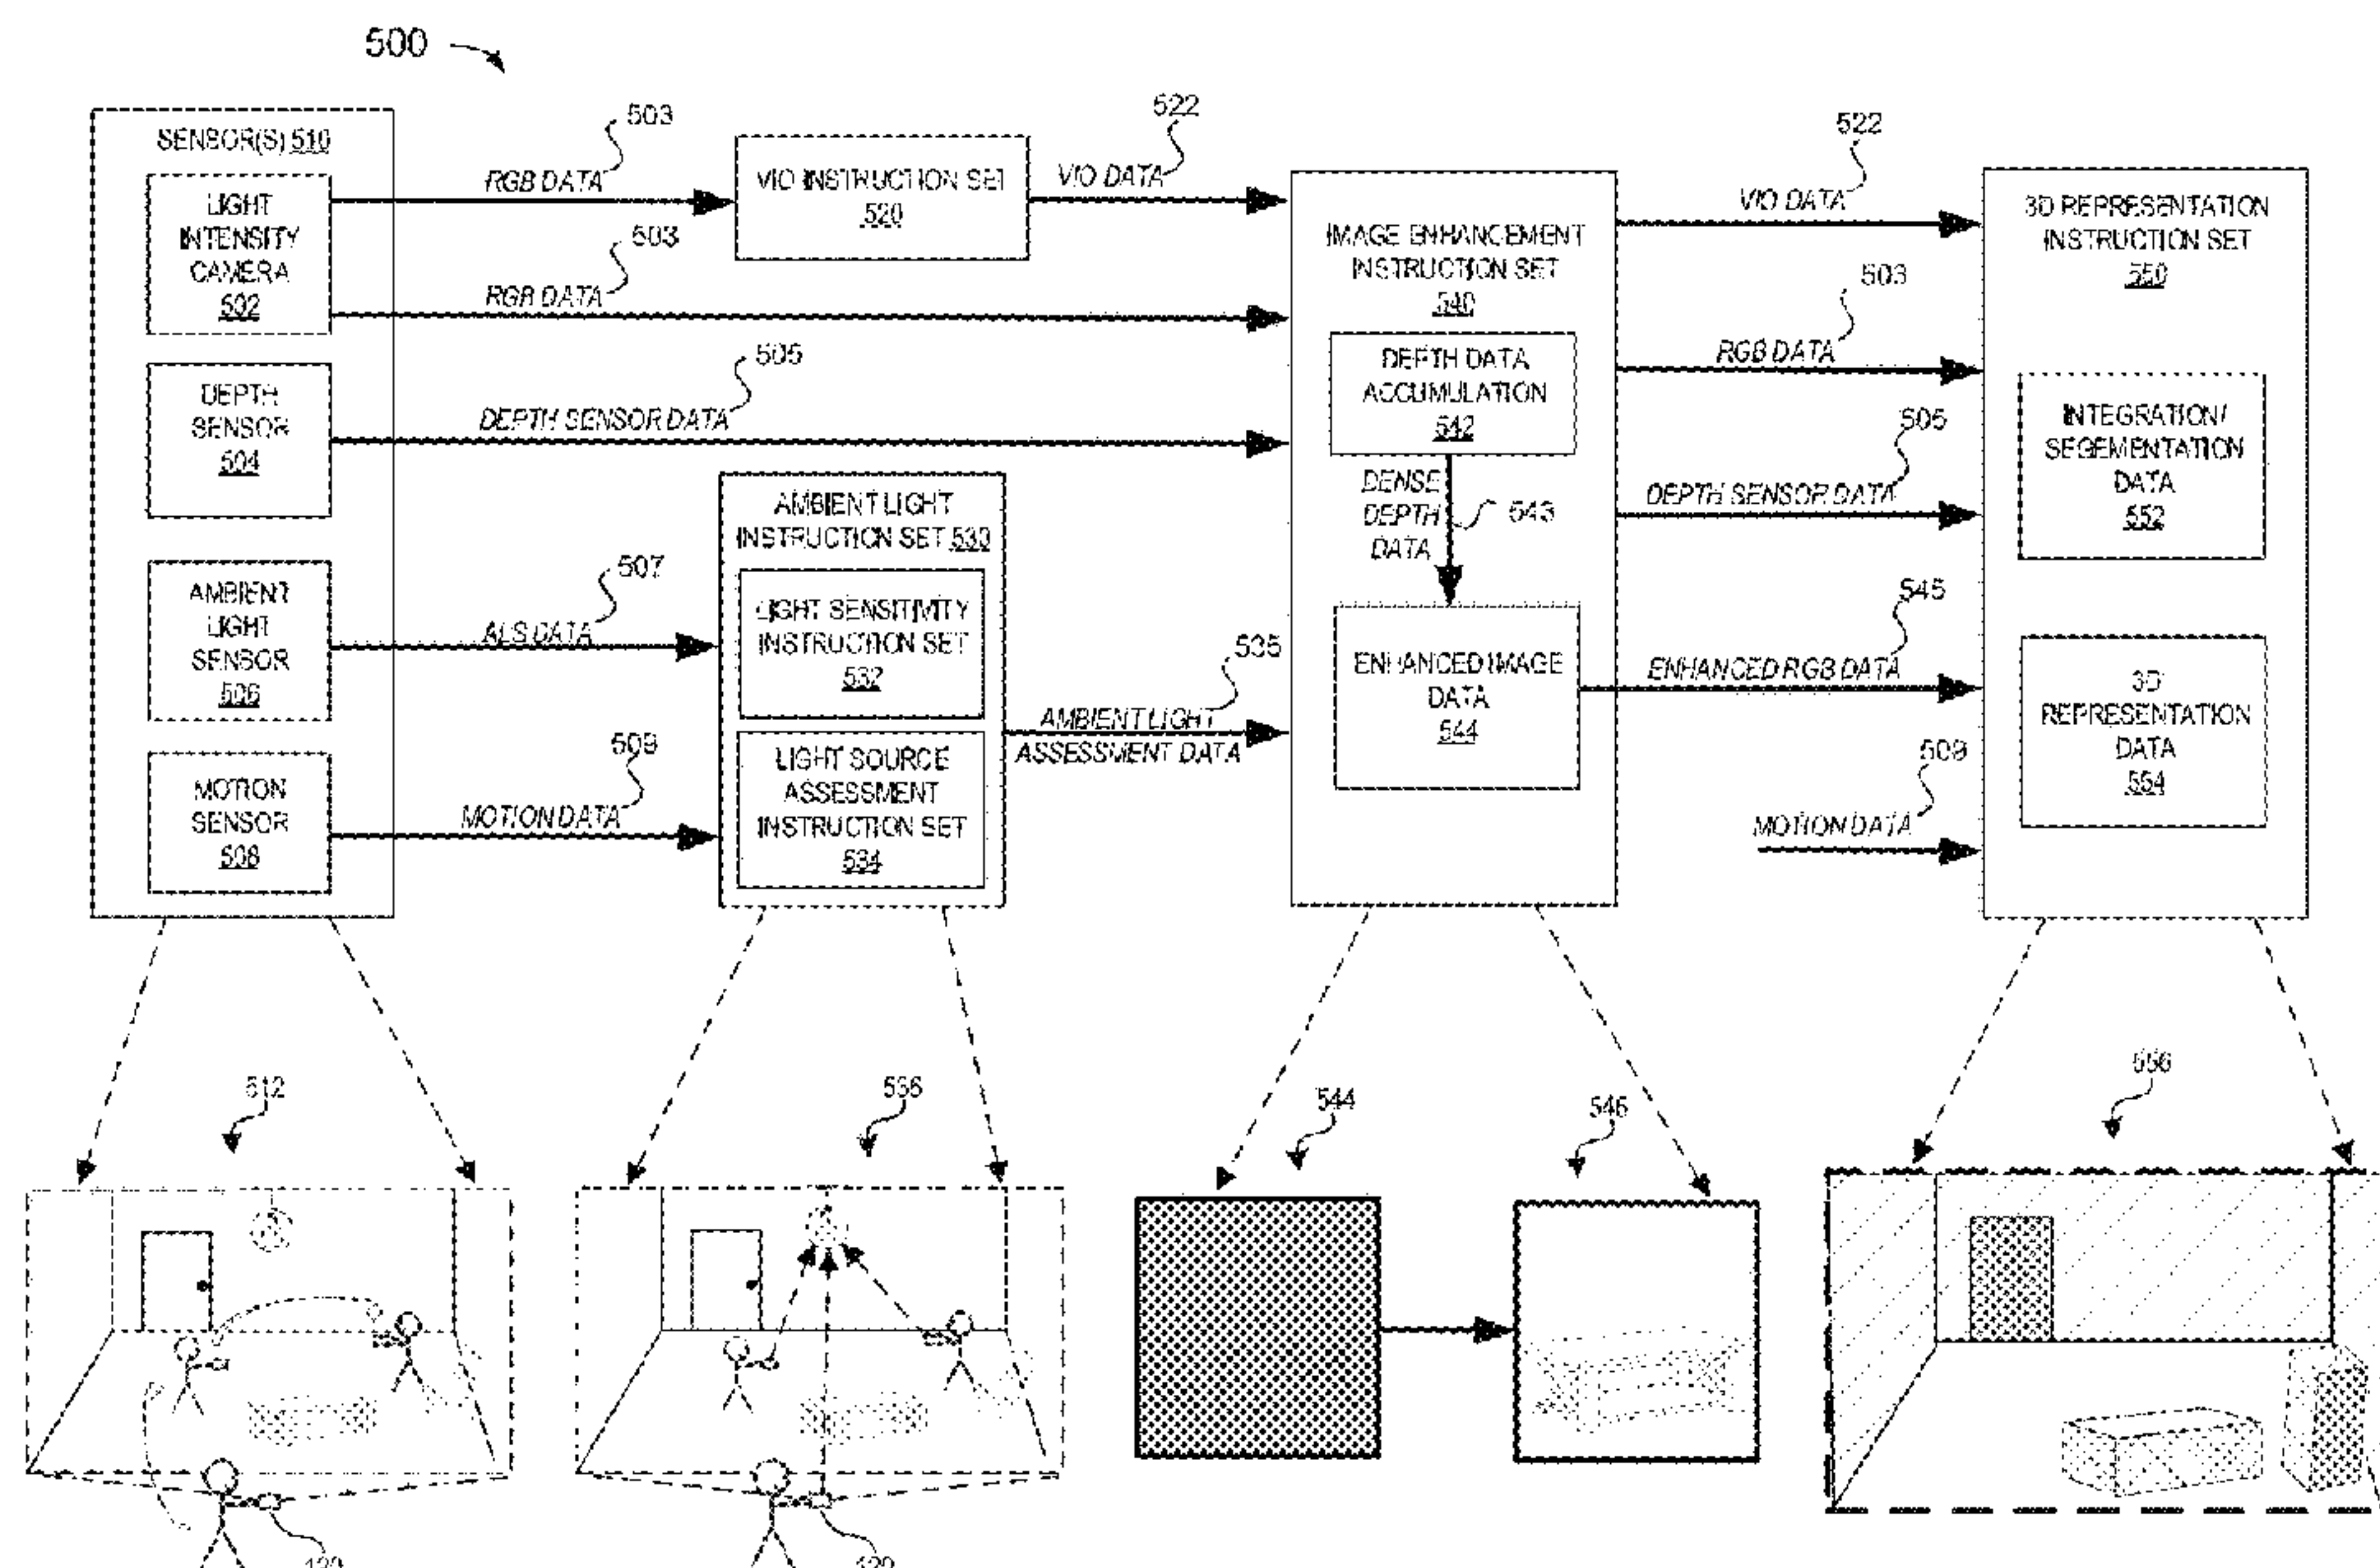 500
SENSOR(S) 510
LIGHT
INTENSITY
CAMERA
502
DEPTH
SENSOR
504
AMBIENT
LIGHT
SENSOR
506
MOTION
SENSOR
508
RGB DATA
503
RGB DATA
503
DEPTH SENSOR DATA
505
ALS DATA
507
MOTION DATA
509
VIO INSTRUCTION SET
520
VIO DATA
522
AMBIENT LIGHT
INSTRUCTION SET 530
LIGHT SENSITIVITY
INSTRUCTION SET
532
LIGHT SOURCE
ASSESSMENT
INSTRUCTION SET
534
535
AMBIENT LIGHT
ASSESSMENT DATA
IMAGE ENHANCEMENT
INSTRUCTION SET
540
DEPTH DATA
ACCUMULATION
542
DENSE
DEPTH
DATA
543
ENHANCED IMAGE
DATA
544
VIO DATA
522
RGB DATA
503
DEPTH SENSOR DATA
505
ENHANCED RGB DATA
545
MOTION DATA
509
3D REPRESENTATION
INSTRUCTION SET
550
INTEGRATION/
SEGEMENTATION
DATA
552
3D
REPRESENTATION
DATA
554
512
536
544
546
556
120
120